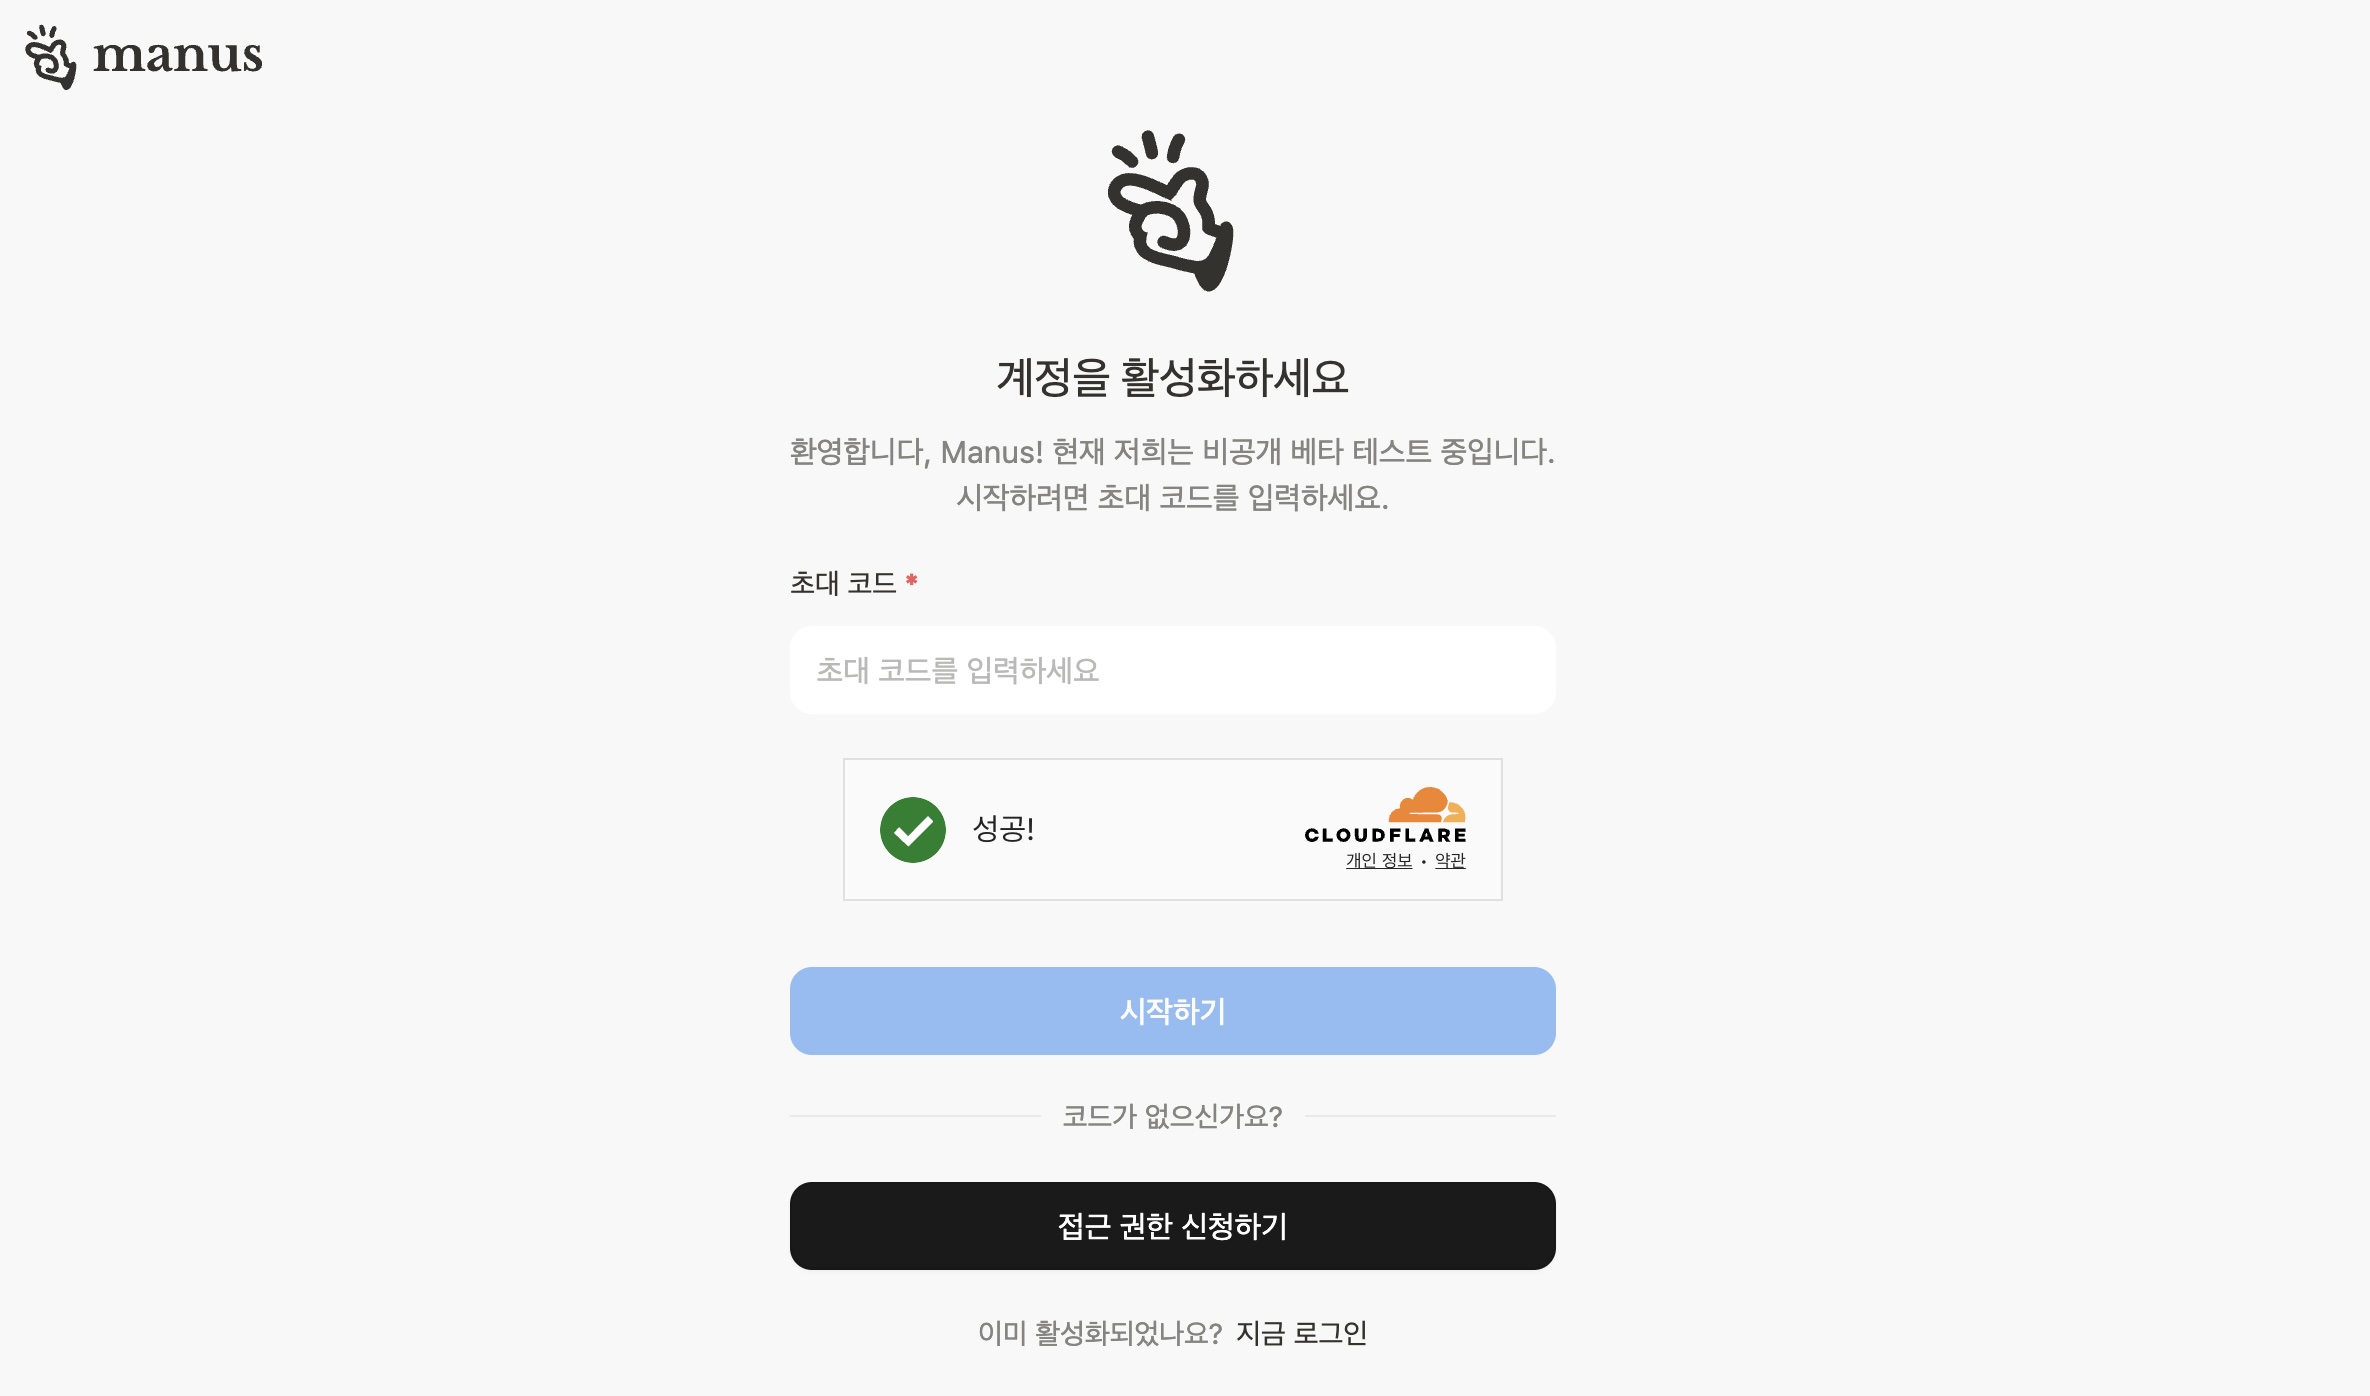 manus
계정을 활성화하세요
환영합니다, Manus! 현재 저희는 비공개 베타 테스트 중입니다.
시작하려면 초대 코드를 입력하세요.
초대 코드 *
초대 코드를 입력하세요
성공!
CLOUDFLARE
개인 정보 • 약관
시작하기
코드가 없으신가요?
접근 권한 신청하기
이미 활성화되었나요? 지금 로그인